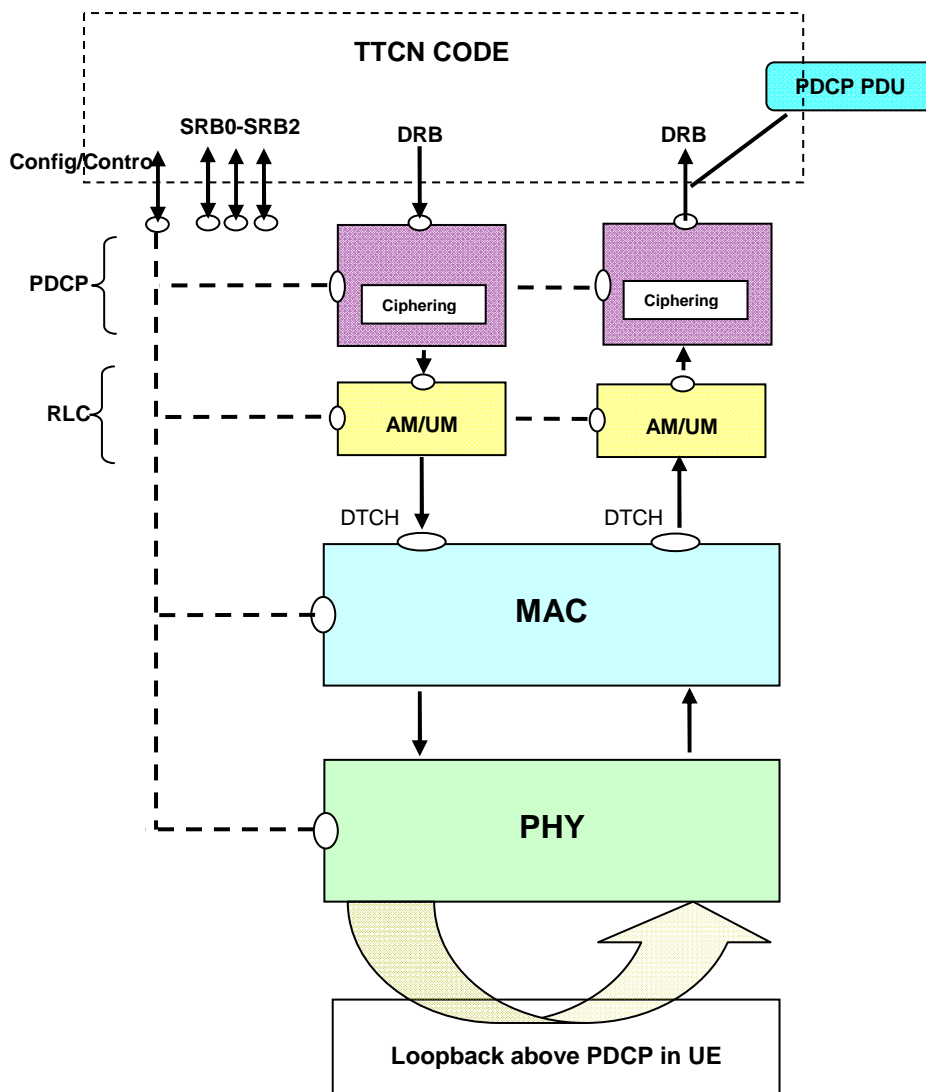 TTCN CODE
PDCP PDU
SRB0-SRB2
DRB
DRB
Config/Contro
PDCP
Ciphering
Ciphering
RLC
AM/UM
AM/UM
DTCH
DTCH
MAC
PHY
Loopback above PDCP in UE